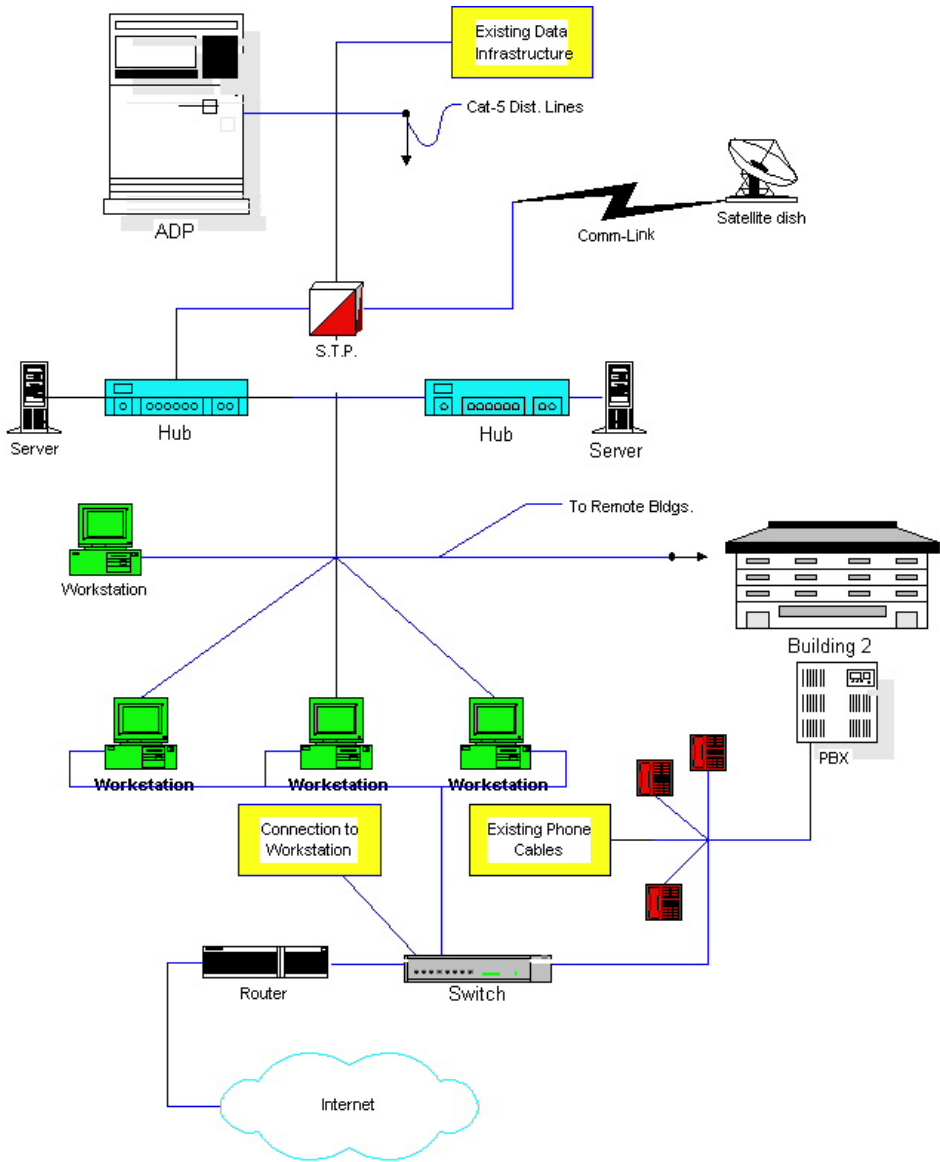 Existing Data
Infrastructure
Cat-5 Dist. Lines
ADP
Satellite dish
Comm-Link
S.T.P.
Server
Hub
Hub
Server
To Remote Bldgs.
Workstation
Building 2
Workstation
Workstation
Workstation
PBX
Connection to
Workstation
Existing Phone
Cables
Router
Switch
Internet